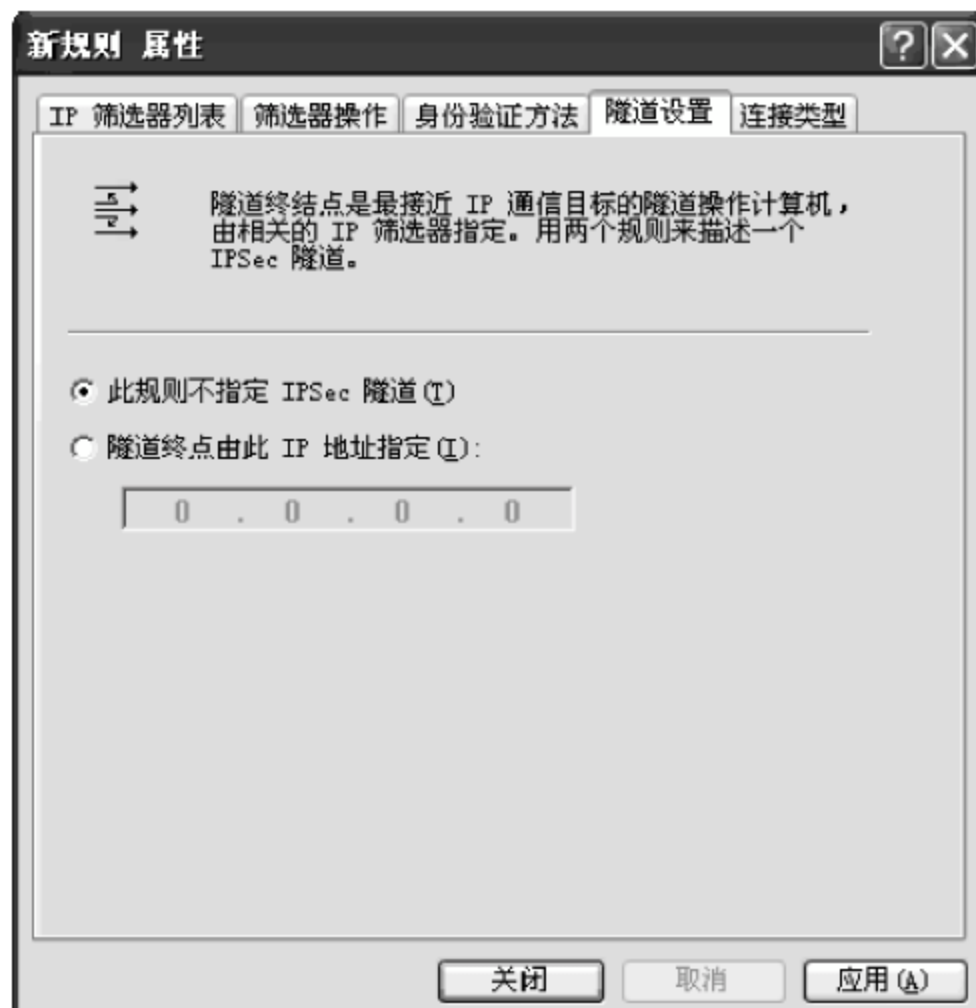 新规则 属性
IP 筛选器列表 筛选器操作 身份验证方法 隧道设置 连接类型
隧道终结点是最接近 IP 通信目标的隧道操作计算机，
由相关的 IP 筛选器指定。用两个规则来描述一个
IPSec 隧道。
此规则不指定 IPSec 隧道(T)
隧道终点由此 IP 地址指定(I):
0 . 0 . 0 . 0
关闭 取消 应用(A)